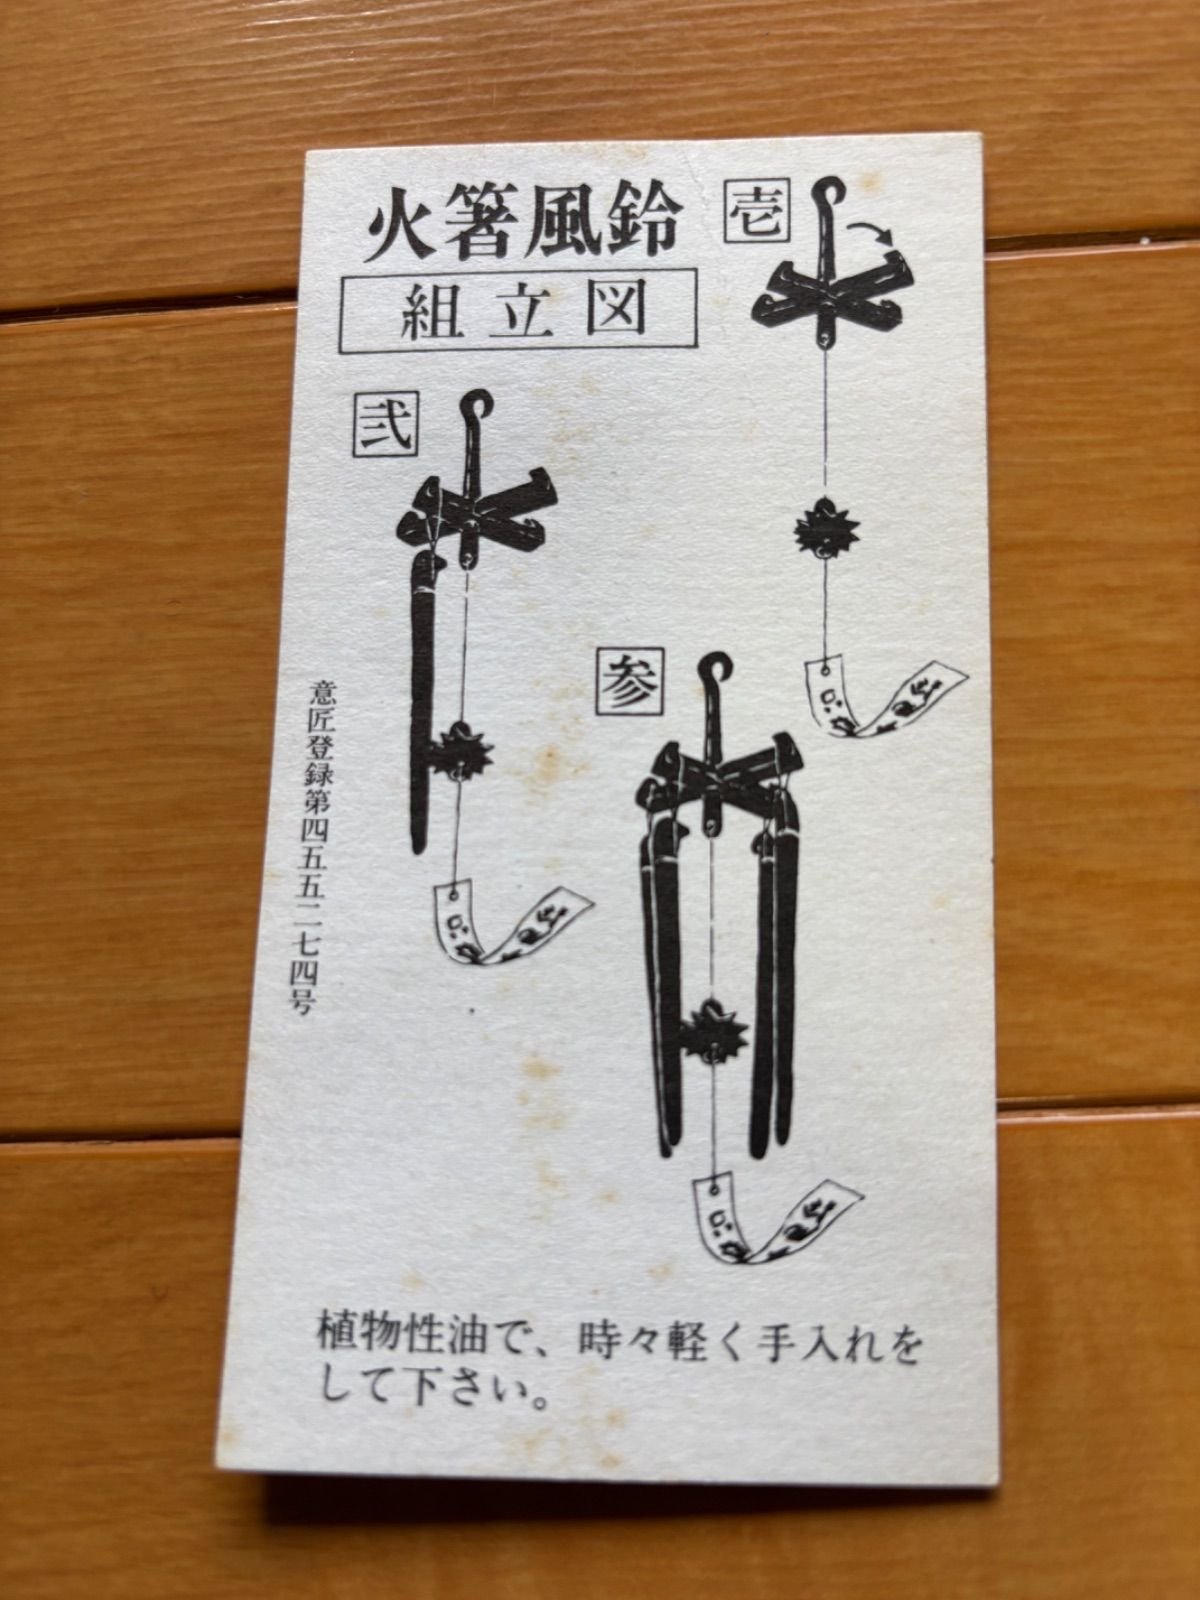 火箸風鈴
組立図
壱
弐
参
意匠登録第四五五二七四号
植物性油で、時々軽く手入れを
して下さい。